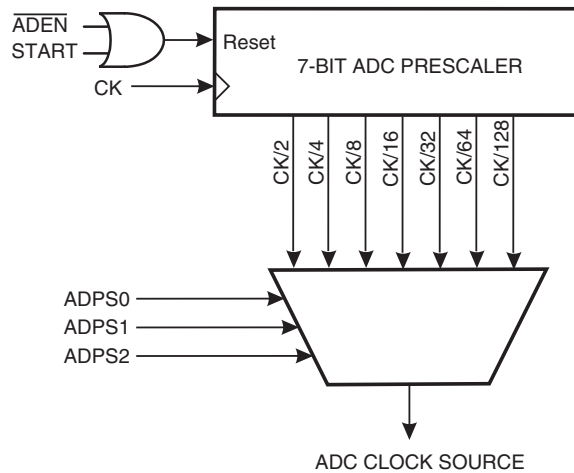 ADEN
START
Reset
7-BIT ADC PRESCALER
CK
CK/2
CK/4
CK/8
CK/16
CK/32
CK/64
CK/128
ADPS0
ADPS1
ADPS2
ADC CLOCK SOURCE